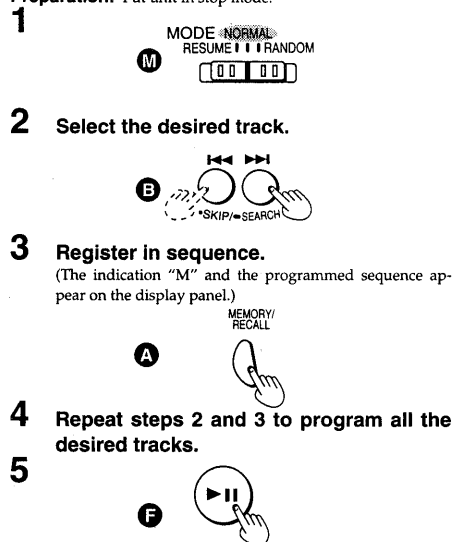 Preparation: Put unit in stop mode.
1
MODE NORMAL
RESUME RANDOM
M
2 Select the desired track.
B
•SKIP/⚊SEARCH
3 Register in sequence.
(The indication "M" and the programmed sequence ap-
pear on the display panel.)
MEMORY/
RECALL
A
4 Repeat steps 2 and 3 to program all the
desired tracks.
5
F